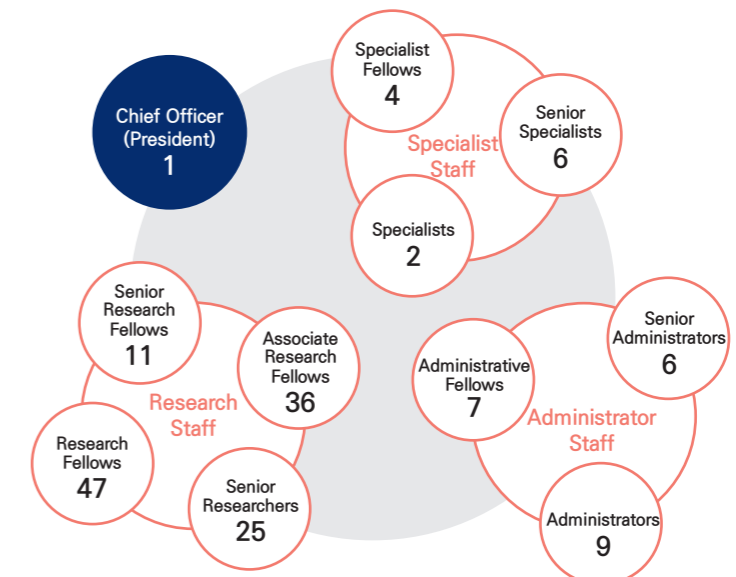 Chief Officer
(President)
1
Specialist
Fellows
4
Senior
Specialists
6
Specialist
Staff
Specialists
2
Senior
Research
Fellows
11
Associate
Research
Fellows
36
Research
Staff
Research
Fellows
47
Senior
Researchers
25
Senior
Administrators
6
Administrative
Fellows
7
Administrator
Staff
Administrators
9